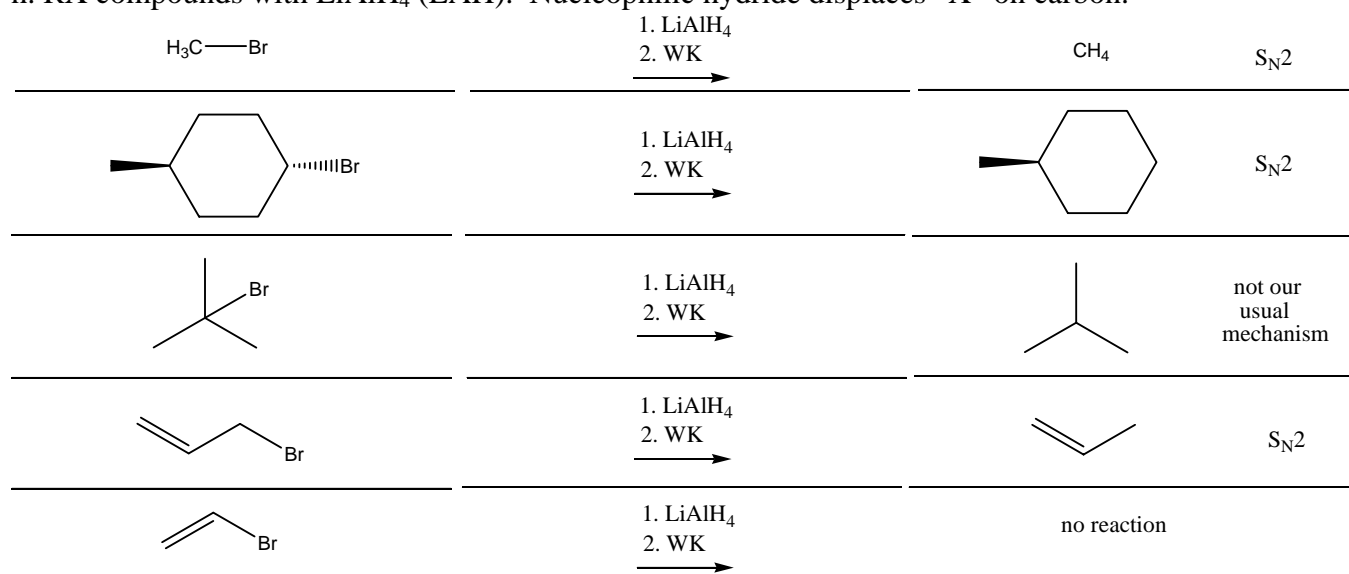 n. RX compounds with LiAlH₄ (LAH). Nucleophilic hydride displaces "X" on carbon.
H₃C Br
1. LiAlH₄
2. WK
CH₄
Sₙ2
Br
1. LiAlH₄
2. WK
Sₙ2
Br
1. LiAlH₄
2. WK
not our
usual
mechanism
Br
1. LiAlH₄
2. WK
Sₙ2
Br
1. LiAlH₄
2. WK
no reaction